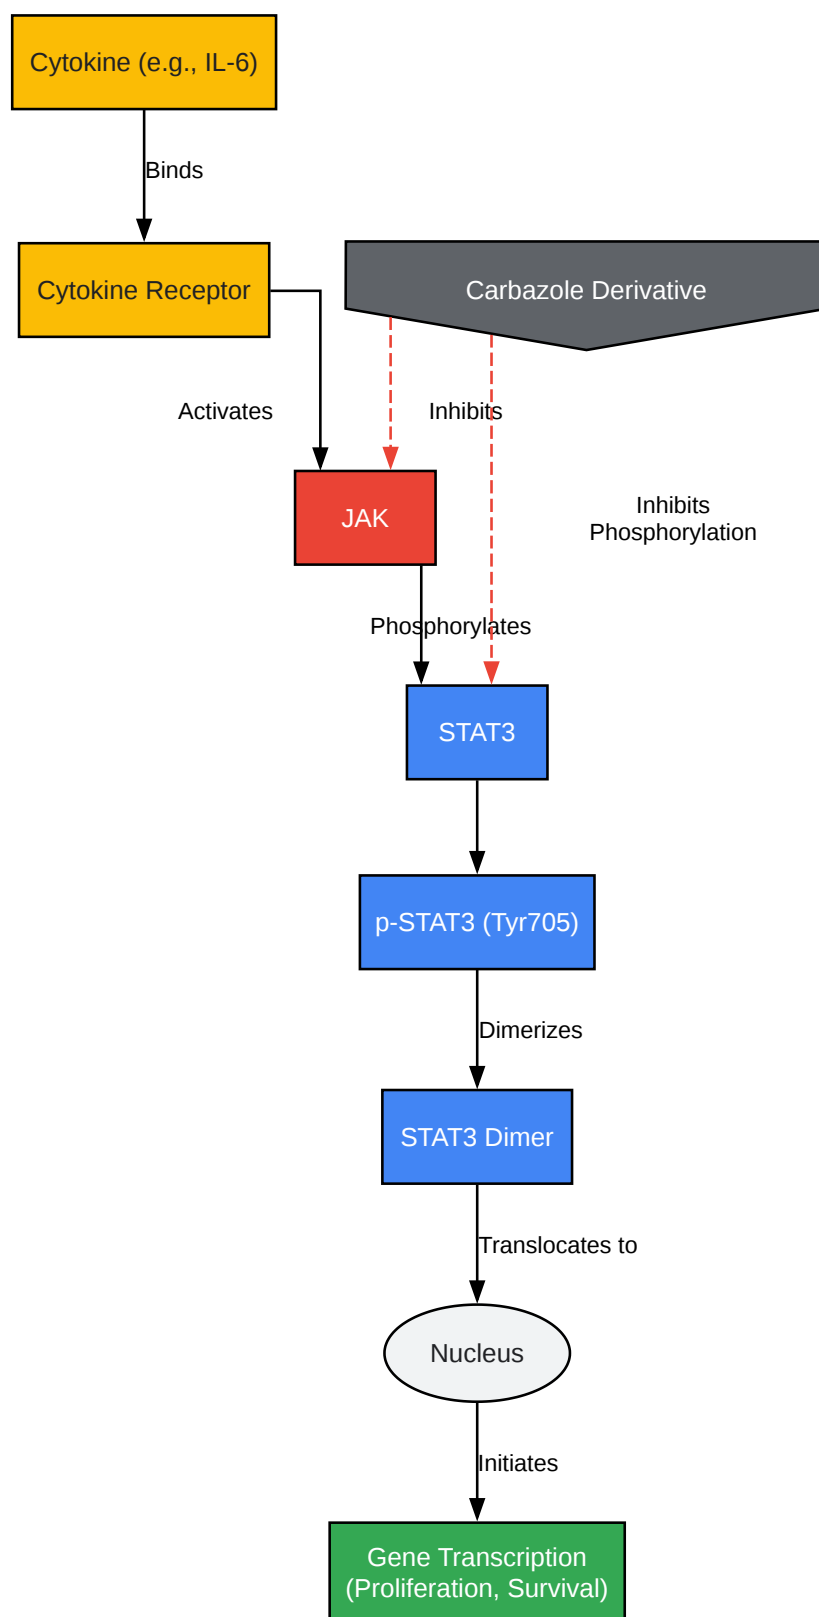 Cytokine (e.g., IL-6)
Binds
Cytokine Receptor
Carbazole Derivative
Activates
Inhibits
JAK
Inhibits
Phosphorylation
Phosphorylates
STAT3
p-STAT3 (Tyr705)
Dimerizes
STAT3 Dimer
Translocates to
Nucleus
Initiates
Gene Transcription
(Proliferation, Survival)